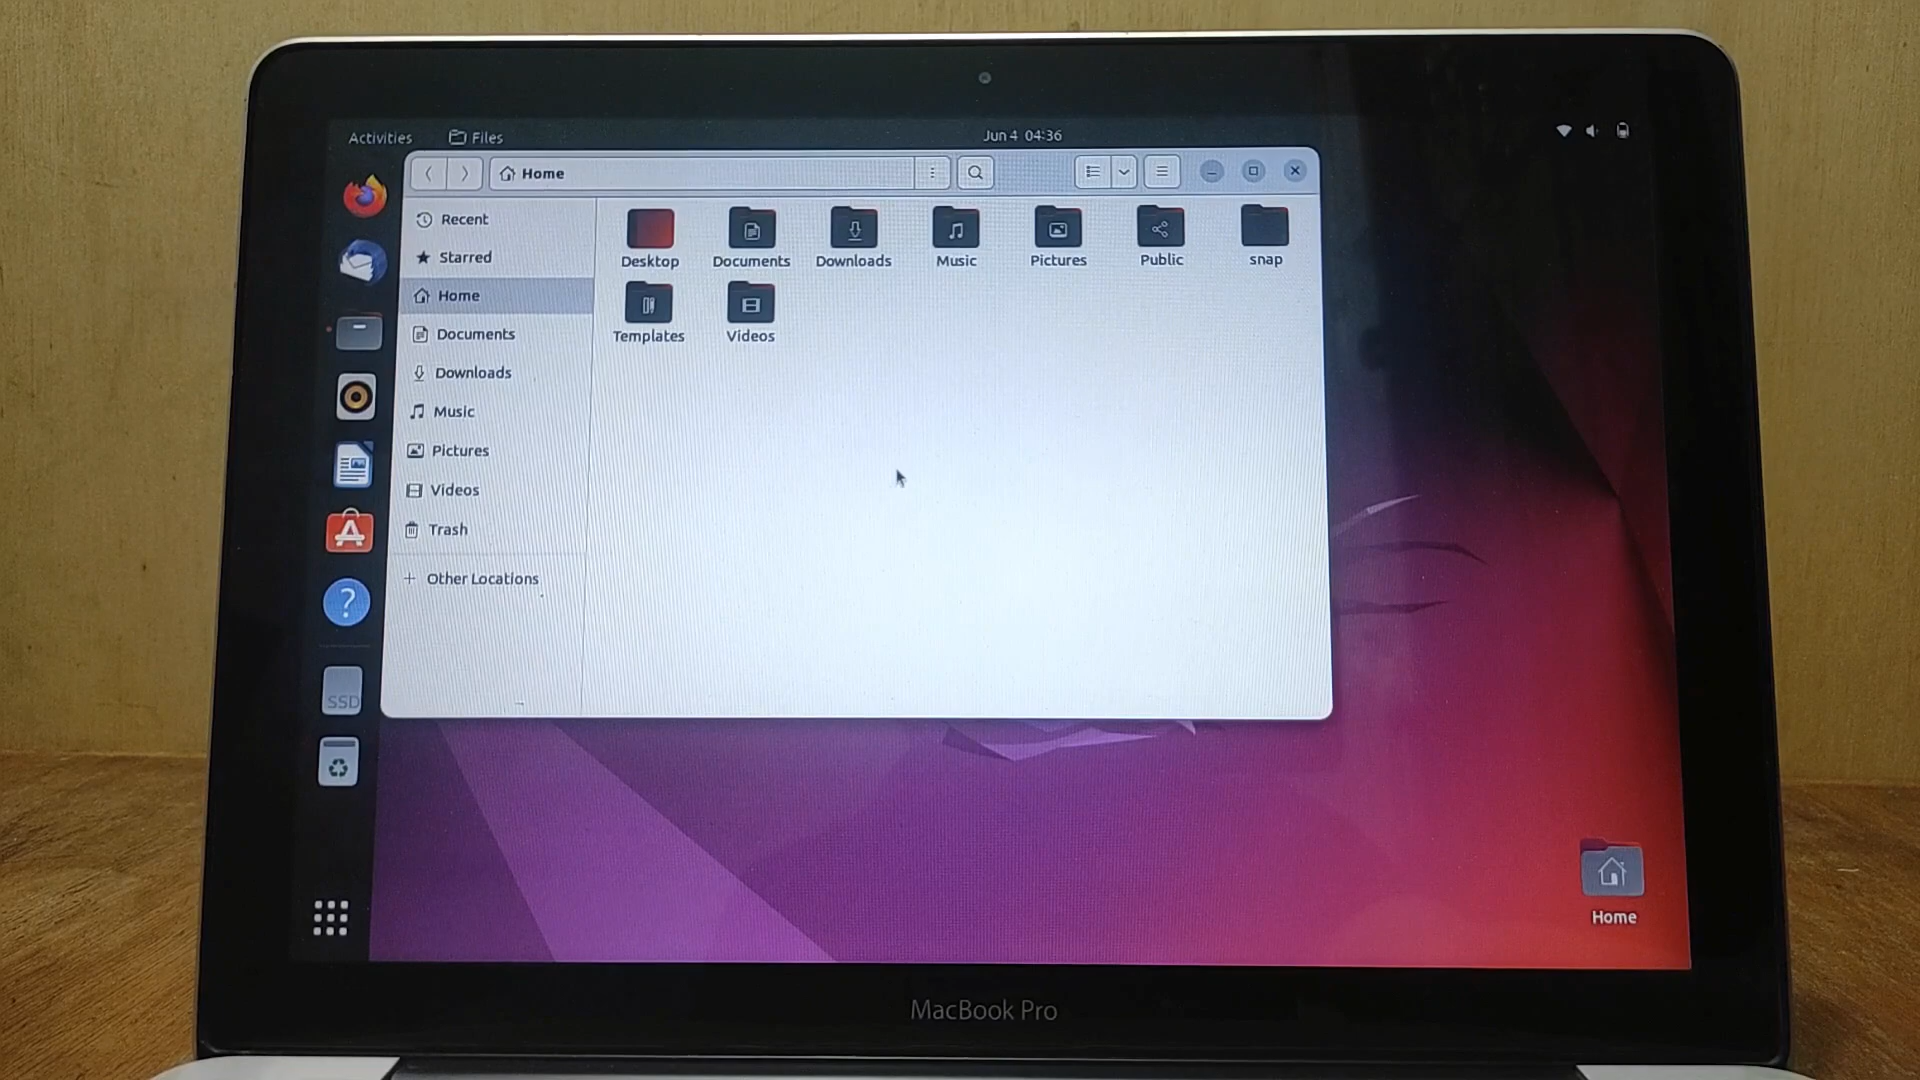 Activities Files Jun 4 04:36
Home
Recent
Starred
Home
Documents
Downloads
Music
Pictures
Videos
Trash
Other Locations
Desktop Documents Downloads Music Pictures Public snap
Templates Videos
SSD
Home
MacBook Pro